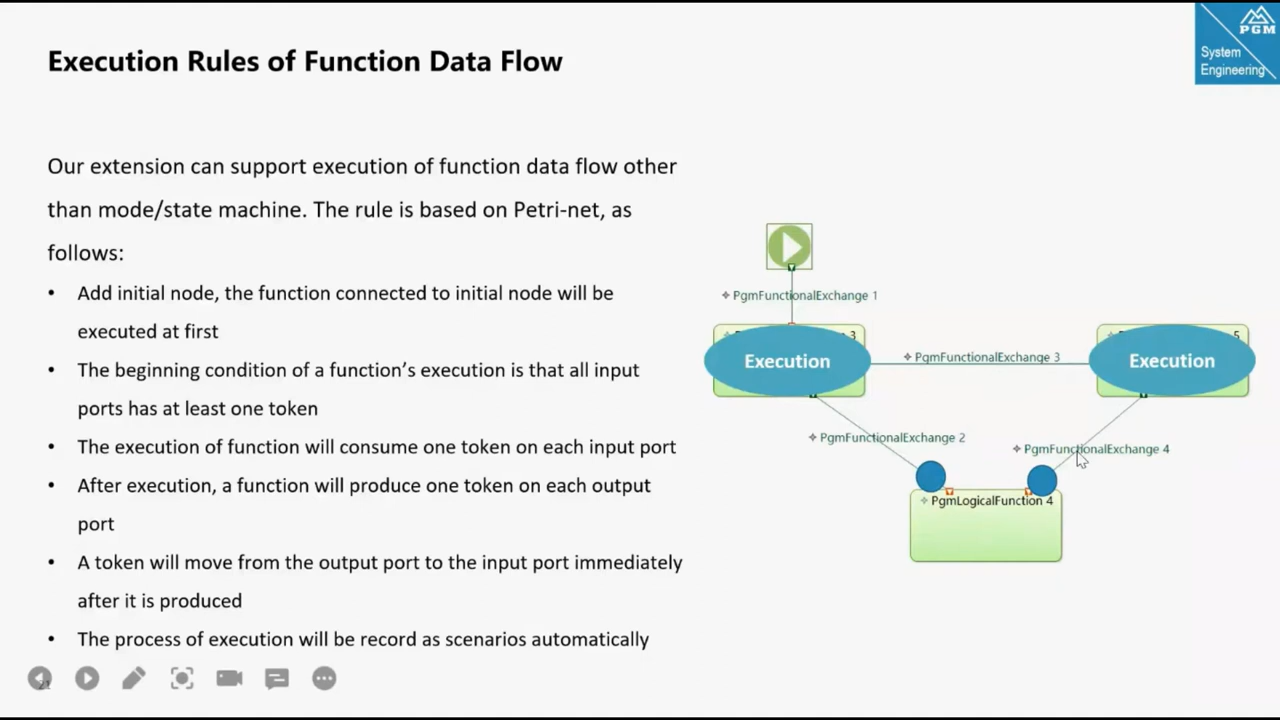 Execution Rules of Function Data Flow
PGM
System
Engineering
Our extension can support execution of function data flow other
than mode/state machine. The rule is based on Petri-net, as
follows:
• Add initial node, the function connected to initial node will be
executed at first
• The beginning condition of a function's execution is that all input
ports has at least one token
• The execution of function will consume one token on each input port
• After execution, a function will produce one token on each output
port
• A token will move from the output port to the input port immediately
after it is produced
• The process of execution will be record as scenarios automatically
PgmFunctionalExchange 1
3
5
Execution
PgmFunctionalExchange 3
Execution
PgmFunctionalExchange 2
PgmFunctionalExchange 4
PgmLogicalFunction 4
21